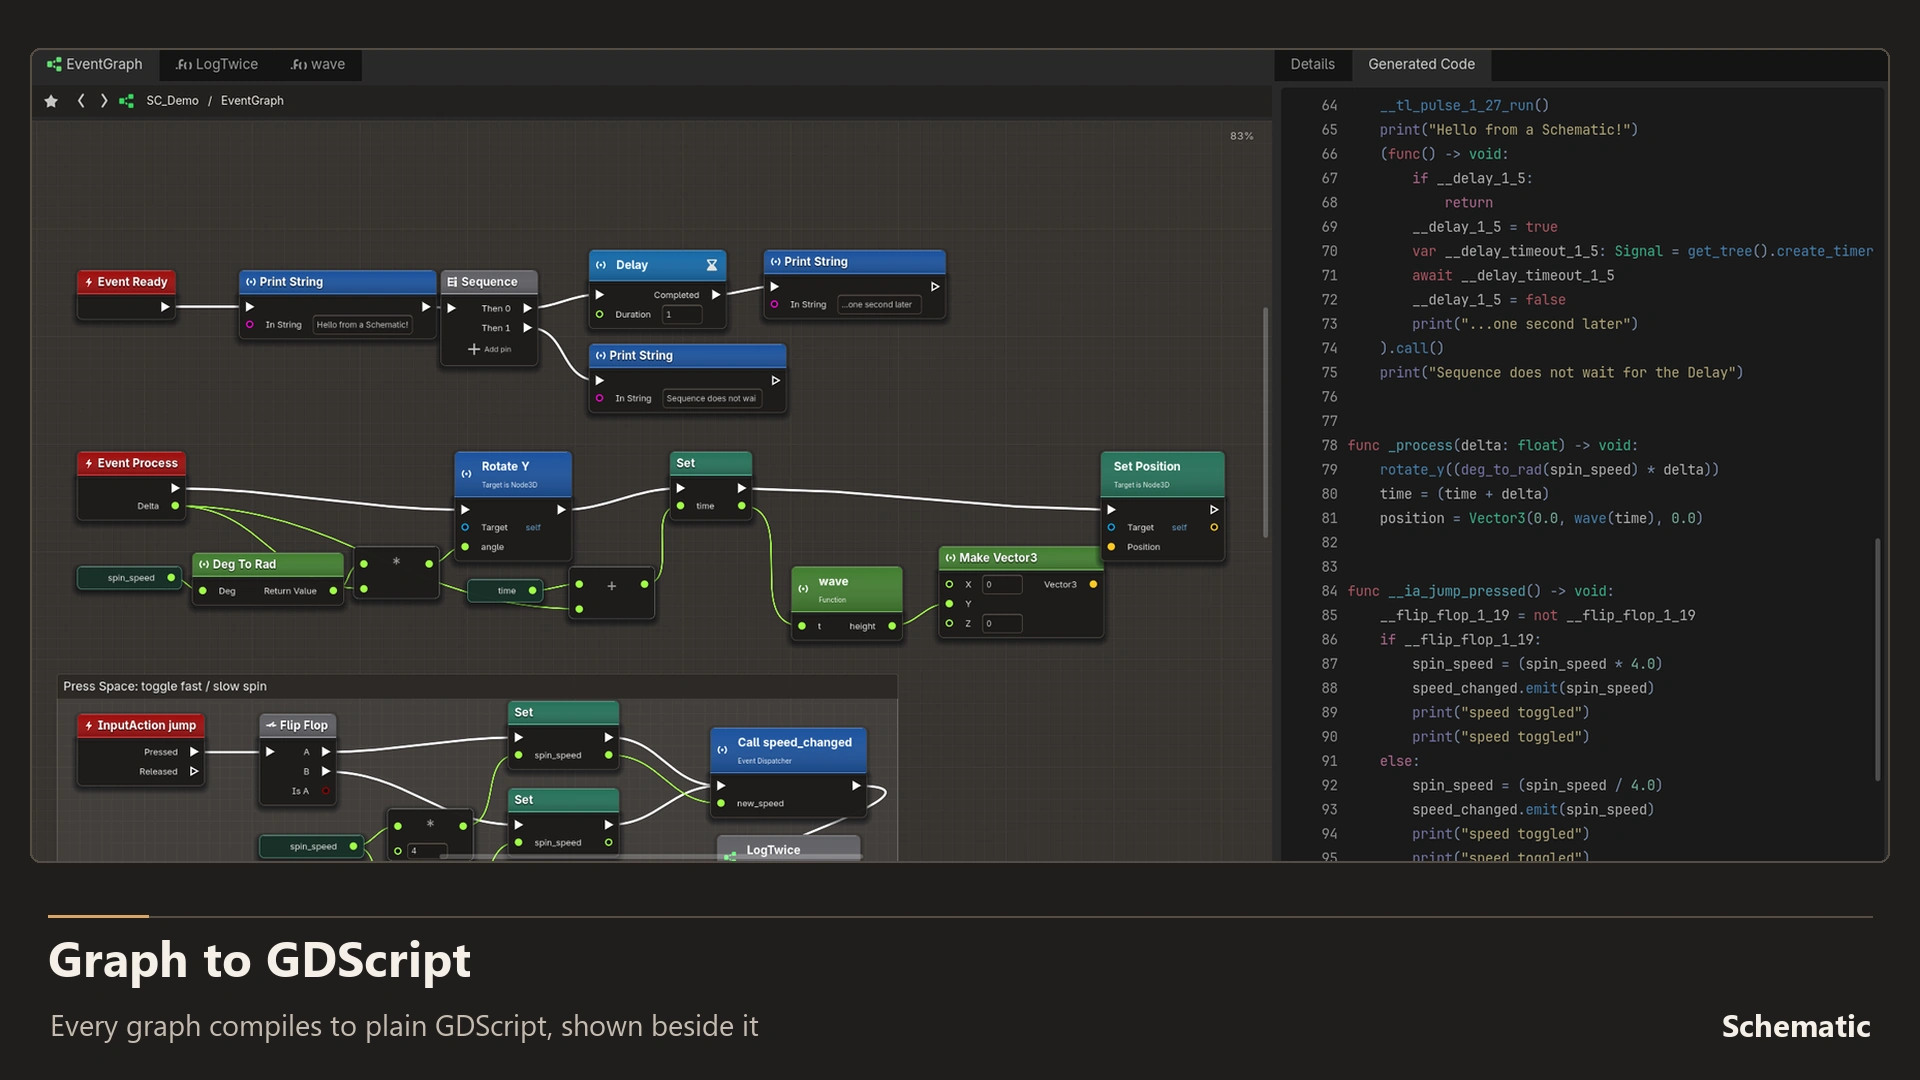 EventGraph
LogTwice
wave
SC_Demo / EventGraph
83%
Event Ready
Print String
In String
Hello from a Schematic!
Sequence
Then 0
Then 1
Add pin
Delay
Completed
Duration
1
Print String
In String
...one second later
Print String
In String
Sequence does not wai
Event Process
Delta
spin_speed
Deg To Rad
Deg
Return Value
*
Rotate Y
Target is Node3D
Target
self
angle
time
+
Set
time
wave
Function
t
height
Make Vector3
X
0
Vector3
Y
Z
0
Set Position
Target is Node3D
Target
self
Position
Press Space: toggle fast / slow spin
InputAction jump
Pressed
Released
Flip Flop
A
B
Is A
spin_speed
*
4
Set
spin_speed
Set
spin_speed
Call speed_changed
Event Dispatcher
new_speed
LogTwice
Details
Generated Code
64 __tl_pulse_1_27_run()
65 print("Hello from a Schematic!")
66 (func() -> void:
67 if __delay_1_5:
68 return
69 __delay_1_5 = true
70 var __delay_timeout_1_5: Signal = get_tree().create_timer
71 await __delay_timeout_1_5
72 __delay_1_5 = false
73 print("...one second later")
74 ).call()
75 print("Sequence does not wait for the Delay")
76
77
78 func _process(delta: float) -> void:
79 rotate_y((deg_to_rad(spin_speed) * delta))
80 time = (time + delta)
81 position = Vector3(0.0, wave(time), 0.0)
82
83
84 func __ia_jump_pressed() -> void:
85 __flip_flop_1_19 = not __flip_flop_1_19
86 if __flip_flop_1_19:
87 spin_speed = (spin_speed * 4.0)
88 speed_changed.emit(spin_speed)
89 print("speed toggled")
90 print("speed toggled")
91 else:
92 spin_speed = (spin_speed / 4.0)
93 speed_changed.emit(spin_speed)
94 print("speed toggled")
95 print("speed toggled")
Graph to GDScript
Every graph compiles to plain GDScript, shown beside it
Schematic